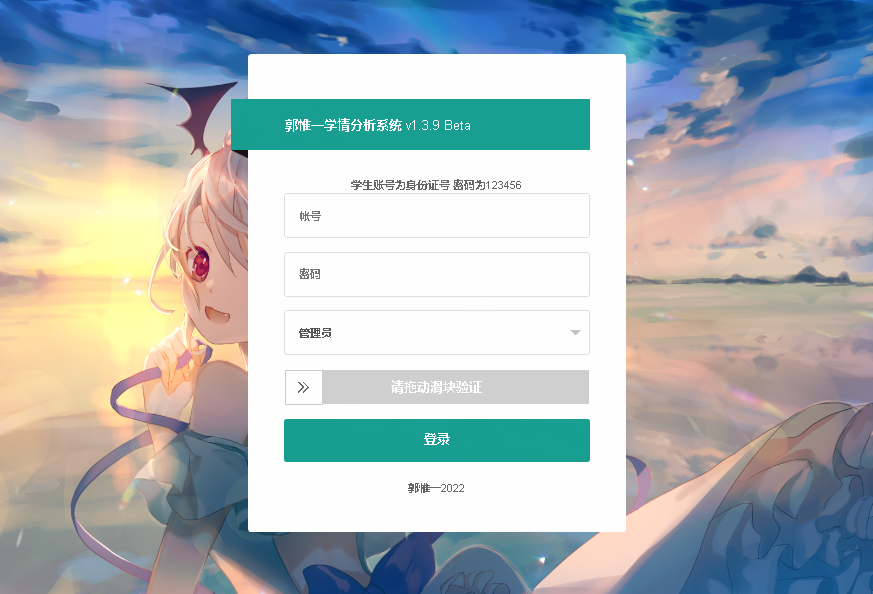 郭惟一学情分析系统 v1.3.9 Beta
学生账号为身份证号 密码为123456
帐号
密码
管理员
请拖动滑块验证
登录
郭惟一2022